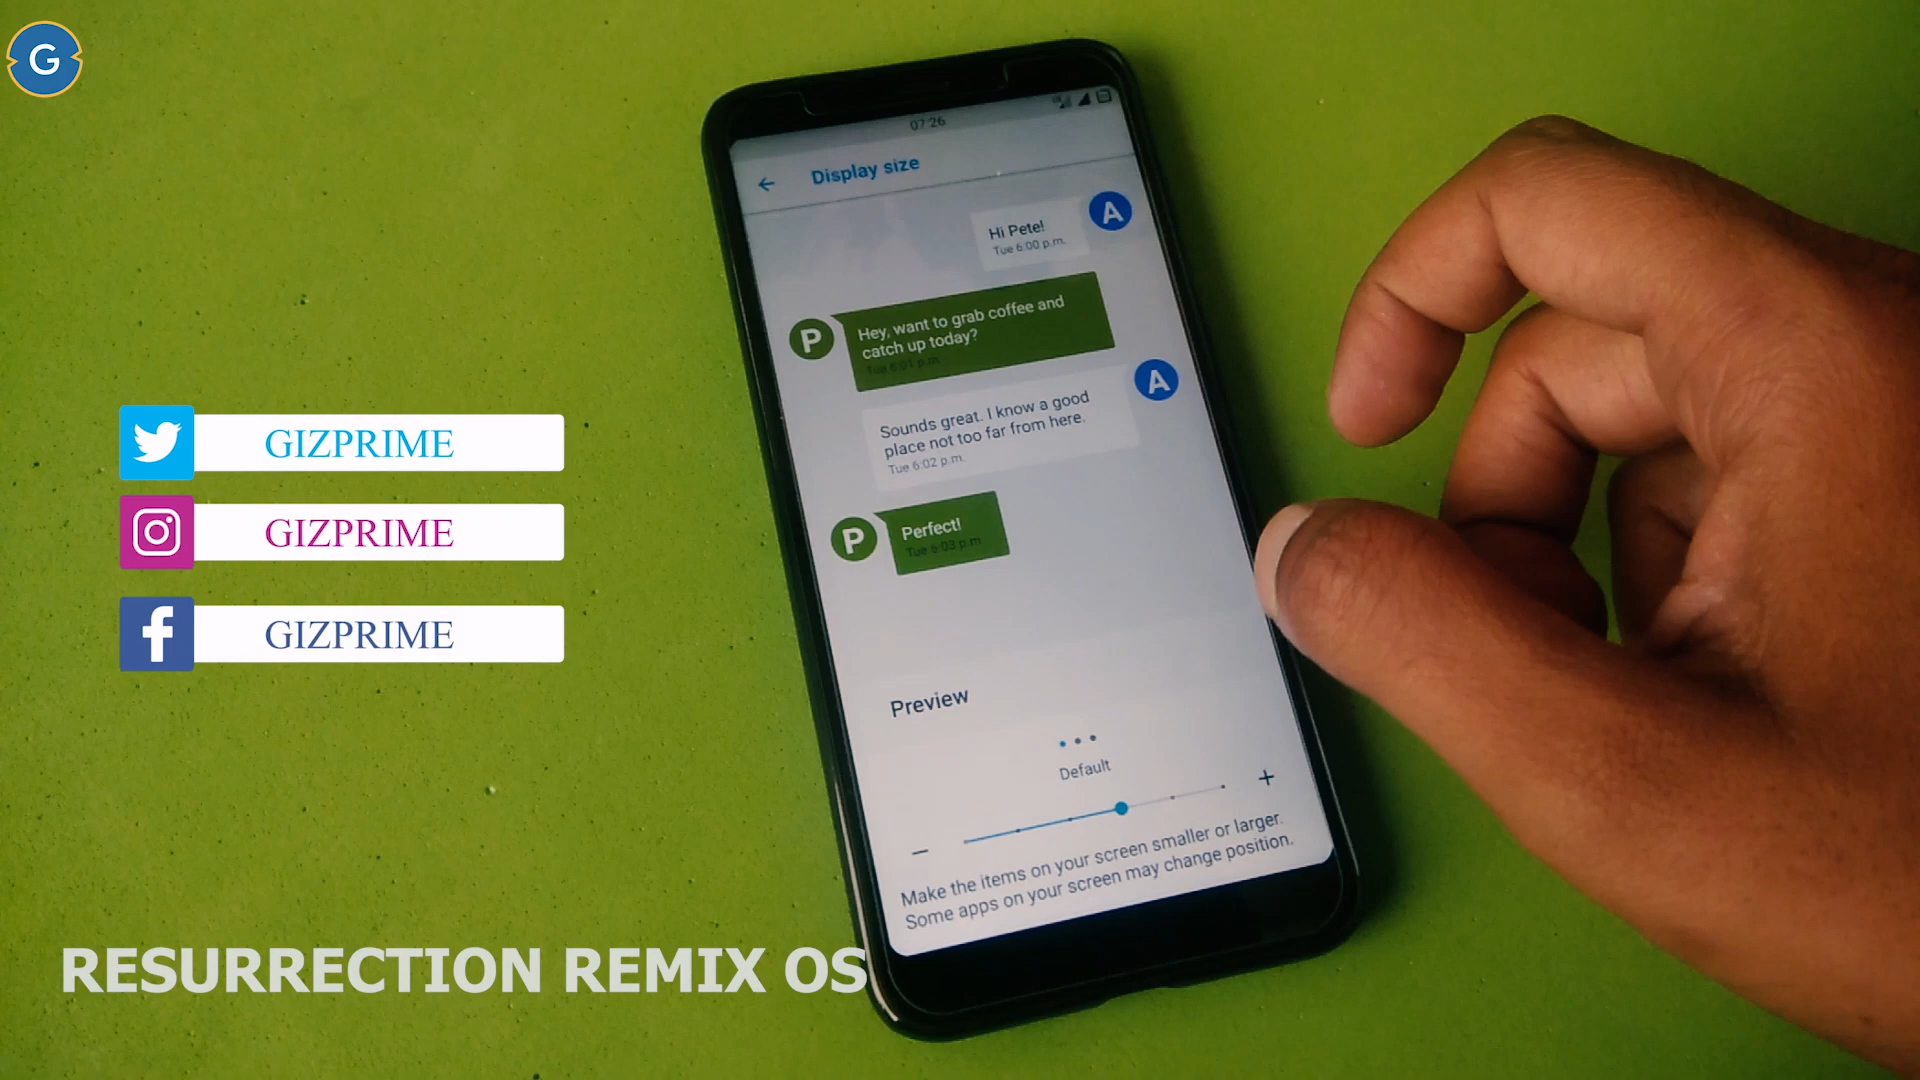 G
07:26
Display size
Hi Pete!
Tue 6:00 p.m.
A
P
Hey, want to grab coffee and
catch up today?
Tue 6:01 p.m.
A
Sounds great. I know a good
place not too far from here.
Tue 6:02 p.m.
P
Perfect!
Tue 6:03 p.m.
Preview
Default
Make the items on your screen smaller or larger.
Some apps on your screen may change position.
GIZPRIME
GIZPRIME
GIZPRIME
RESURRECTION REMIX OS